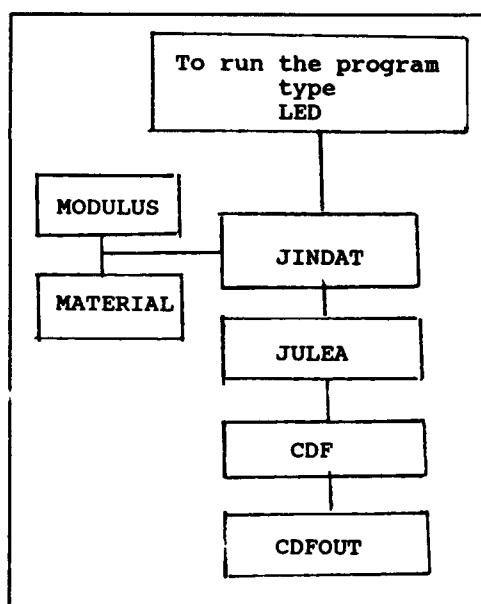 To run the program
type
LED
MODULUS
JINDAT
MATERIAL
JULEA
CDF
CDFOUT